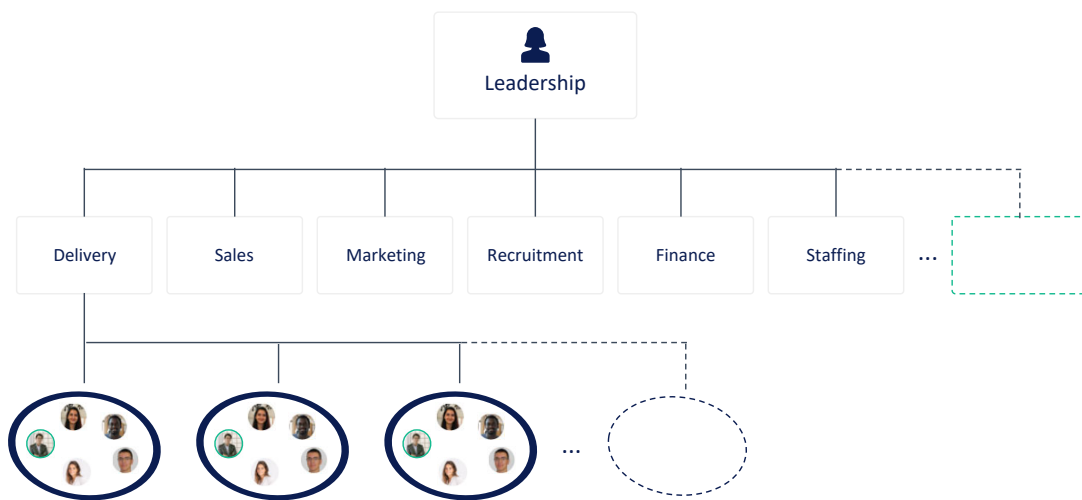 Leadership
Delivery
Sales
Marketing
Recruitment
Finance
Staffing
...
...